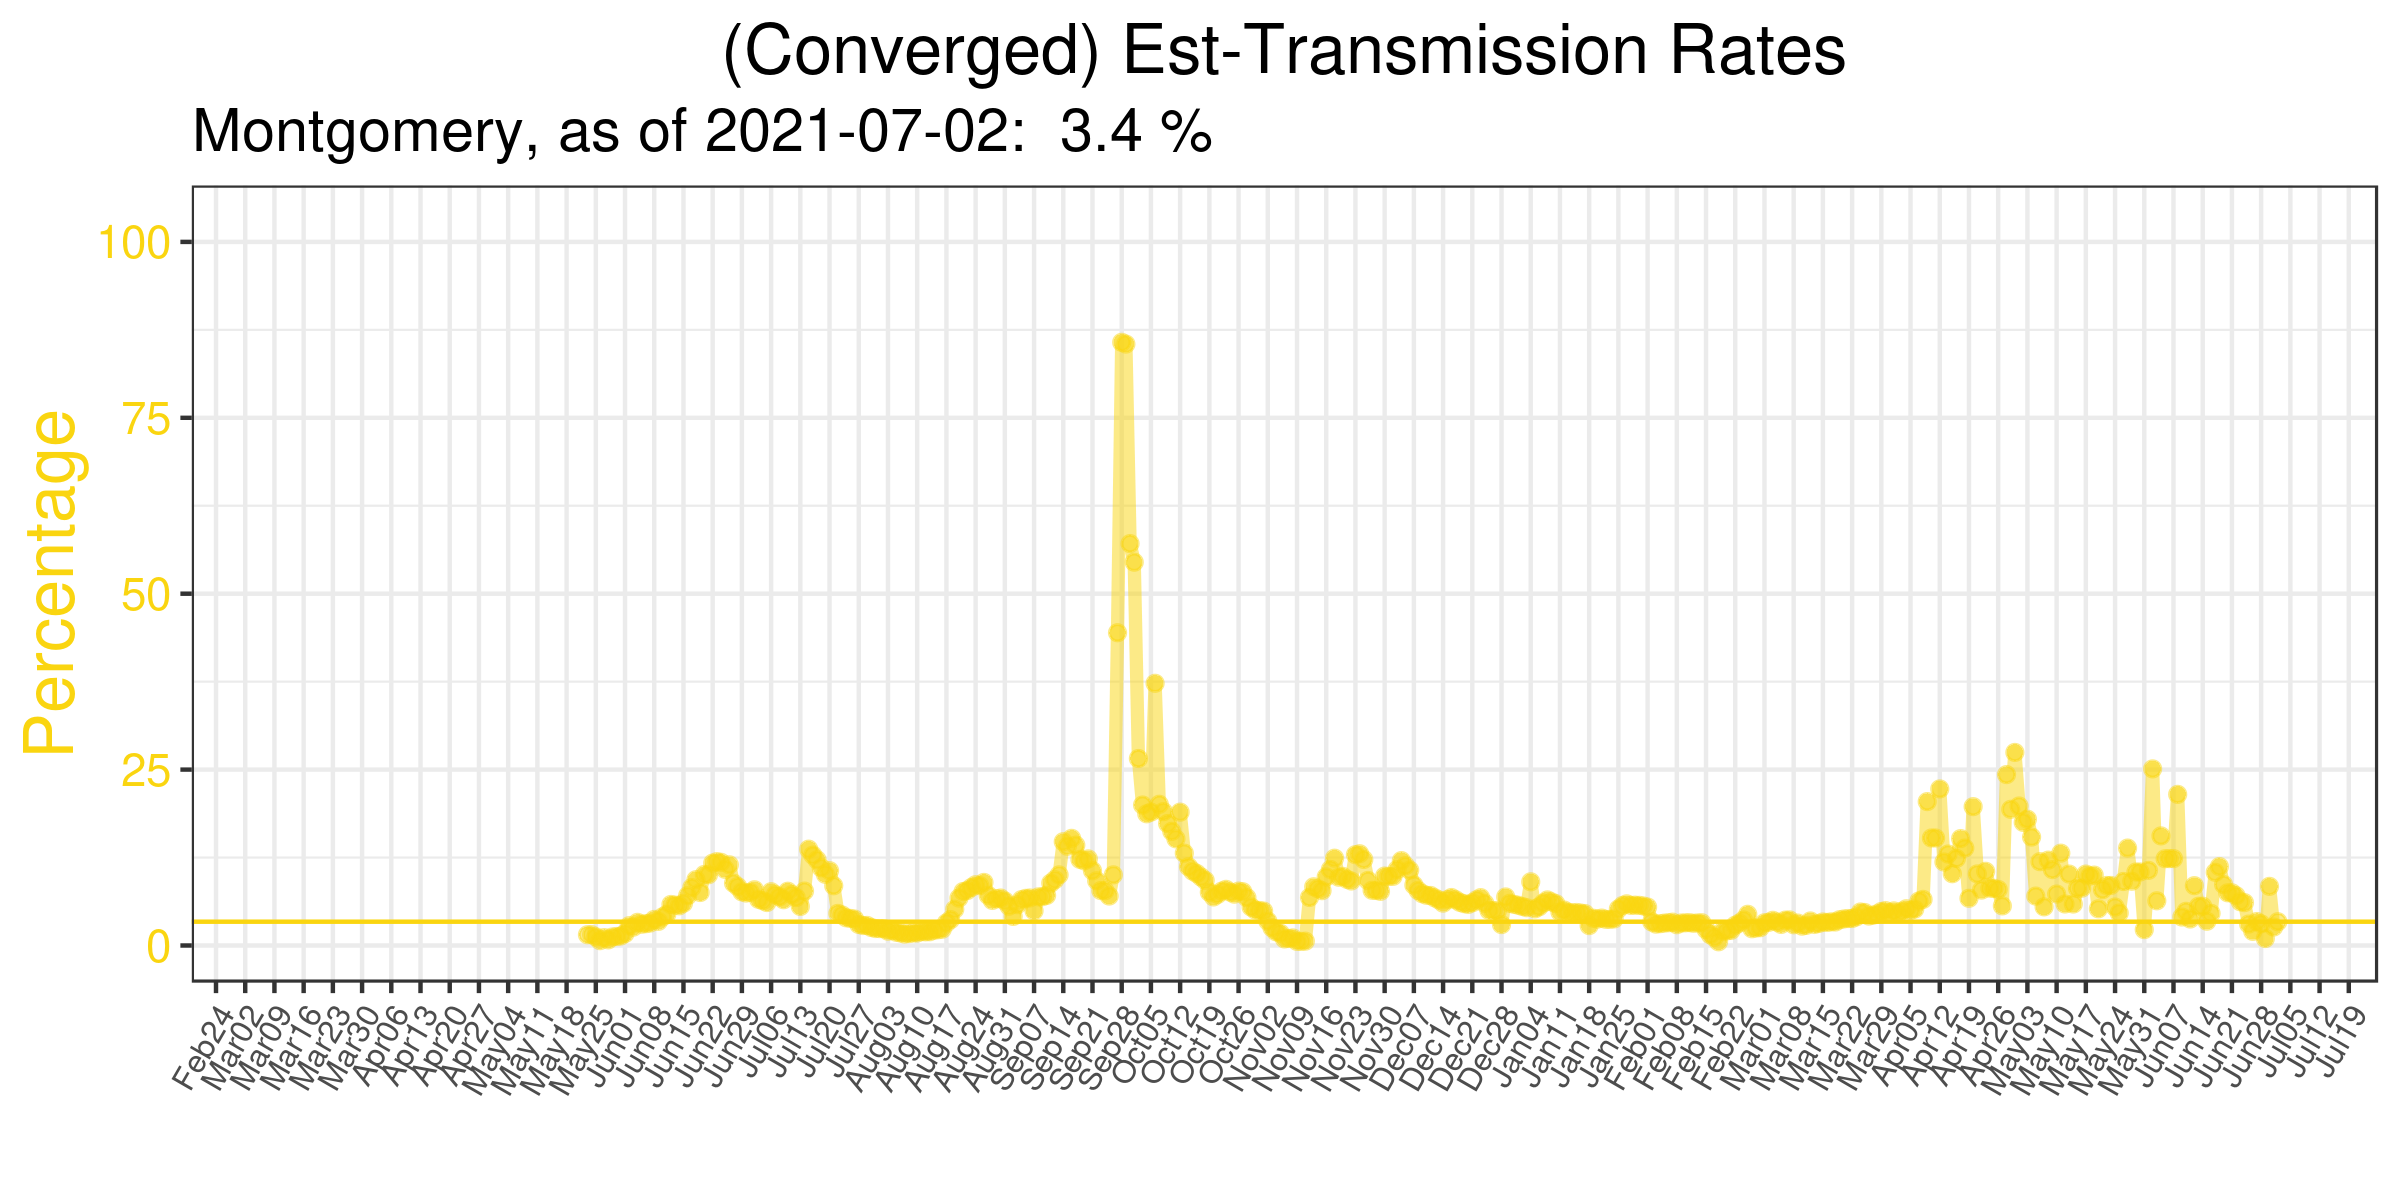 (Converged) Est-Transmission Rates
Montgomery, as of 2021-07-02:  3.4 %
Percentage
100
75
50
25
0
Feb24
Mar02
Mar09
Mar16
Mar23
Mar30
Apr06
Apr13
Apr20
Apr27
May04
May11
May18
May25
Jun01
Jun08
Jun15
Jun22
Jun29
Jul06
Jul13
Jul20
Jul27
Aug03
Aug10
Aug17
Aug24
Aug31
Sep07
Sep14
Sep21
Sep28
Oct05
Oct12
Oct19
Oct26
Nov02
Nov09
Nov16
Nov23
Nov30
Dec07
Dec14
Dec21
Dec28
Jan04
Jan11
Jan18
Jan25
Feb01
Feb08
Feb15
Feb22
Mar01
Mar08
Mar15
Mar22
Mar29
Apr05
Apr12
Apr19
Apr26
May03
May10
May17
May24
May31
Jun07
Jun14
Jun21
Jun28
Jul05
Jul12
Jul19